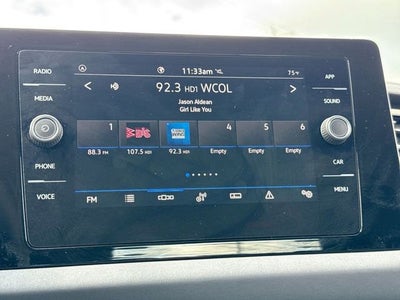 RADIO
MEDIA
PHONE
VOICE
11:33am
75°F
92.3 HD1 WCOL
Jason Aldean
Girl Like You
1 4 5 6
88.3 FM 107.5 HD1 92.3 HD1 Empty Empty Empty
FM
APP
SOUND
CAR
MENU